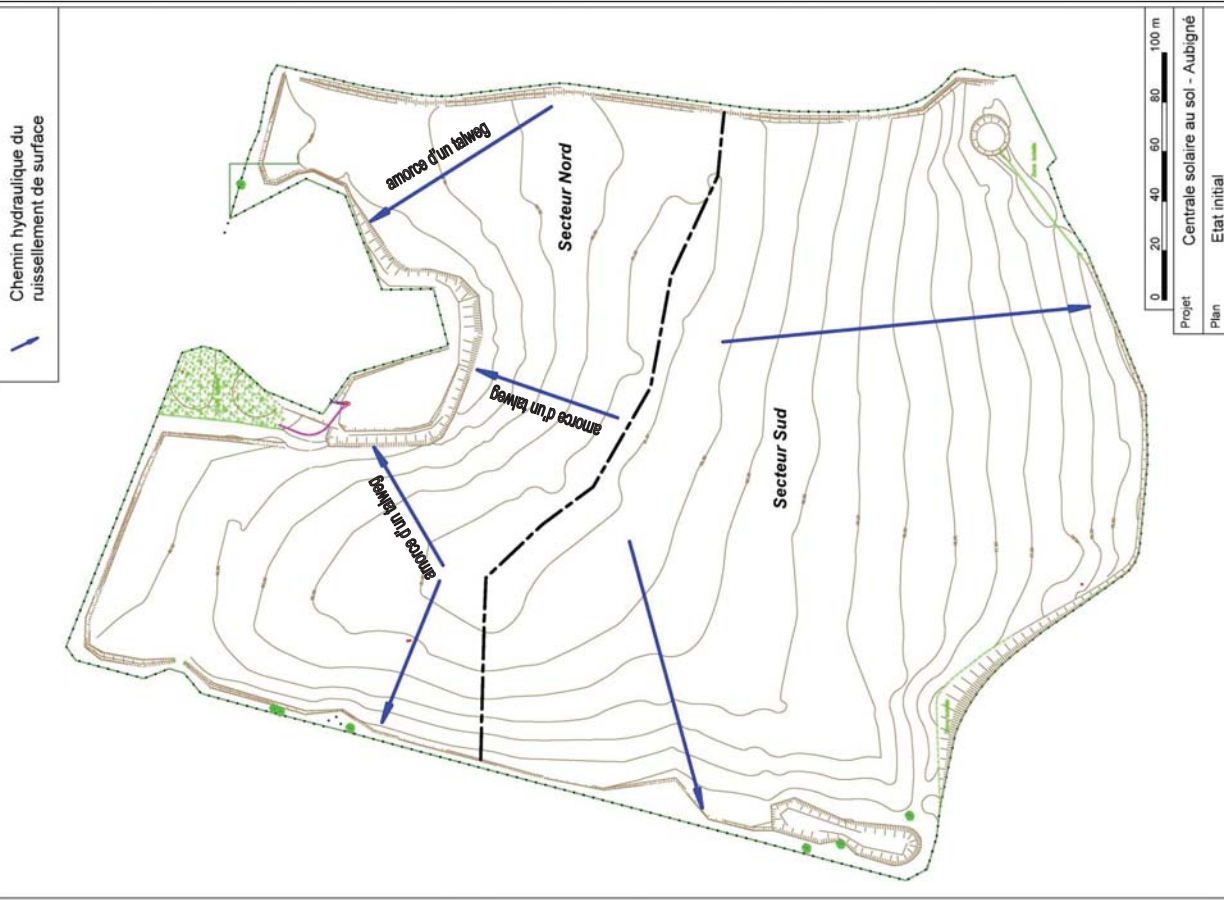 Chemin hydraulique du
ruissellement de surface
amorce d'un talweg
Secteur Nord
amorce d'un talweg
amorce d'un talweg
Secteur Sud
0 20 40 60 80 100 m
Projet Centrale solaire au sol - Aubigné
Plan Etat initial